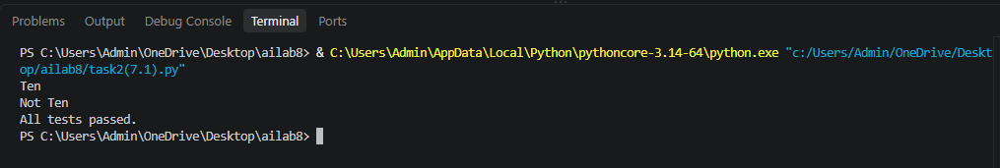 Problems Output Debug Console Terminal Ports
PS C:\Users\Admin\OneDrive\Desktop\ailab8> & C:\Users\Admin\AppData\Local\Python\pythoncore-3.14-64\python.exe "c:/Users/Admin/OneDrive/Deskt
op/ailab8/task2(7.1).py"
Ten
Not Ten
All tests passed.
PS C:\Users\Admin\OneDrive\Desktop\ailab8>